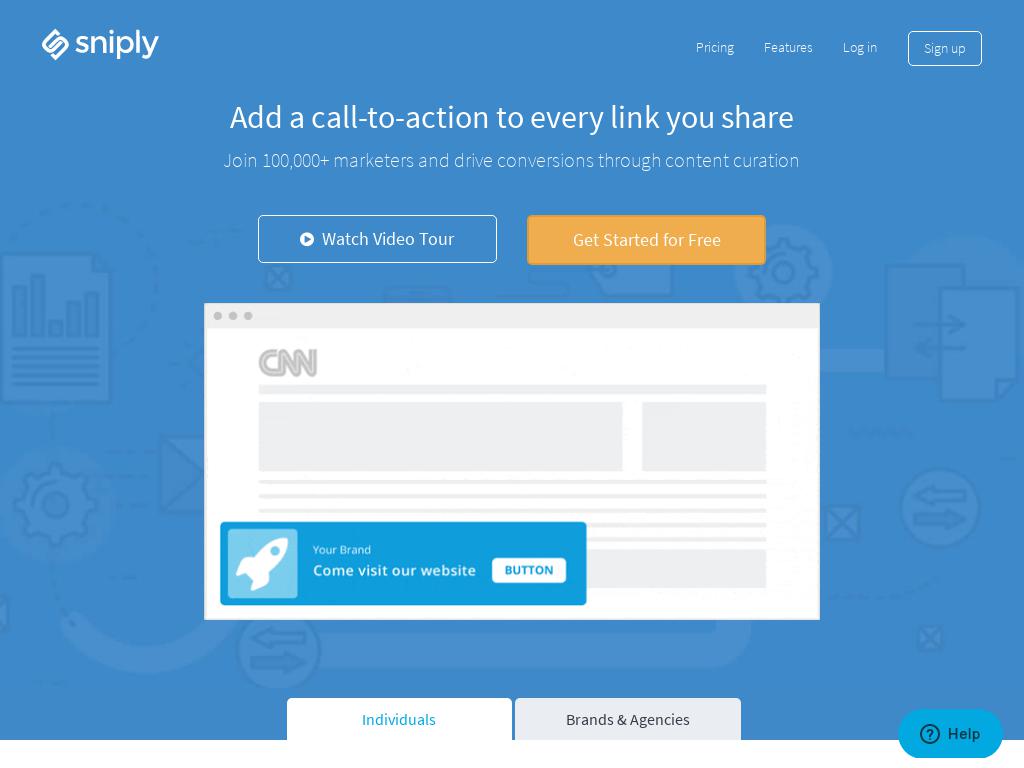 sniply
Pricing
Features
Log in
Sign up
Add a call-to-action to every link you share
Join 100,000+ marketers and drive conversions through content curation
Watch Video Tour
Get Started for Free
CNN
Your Brand
Come visit our website
BUTTON
Individuals
Brands & Agencies
Help